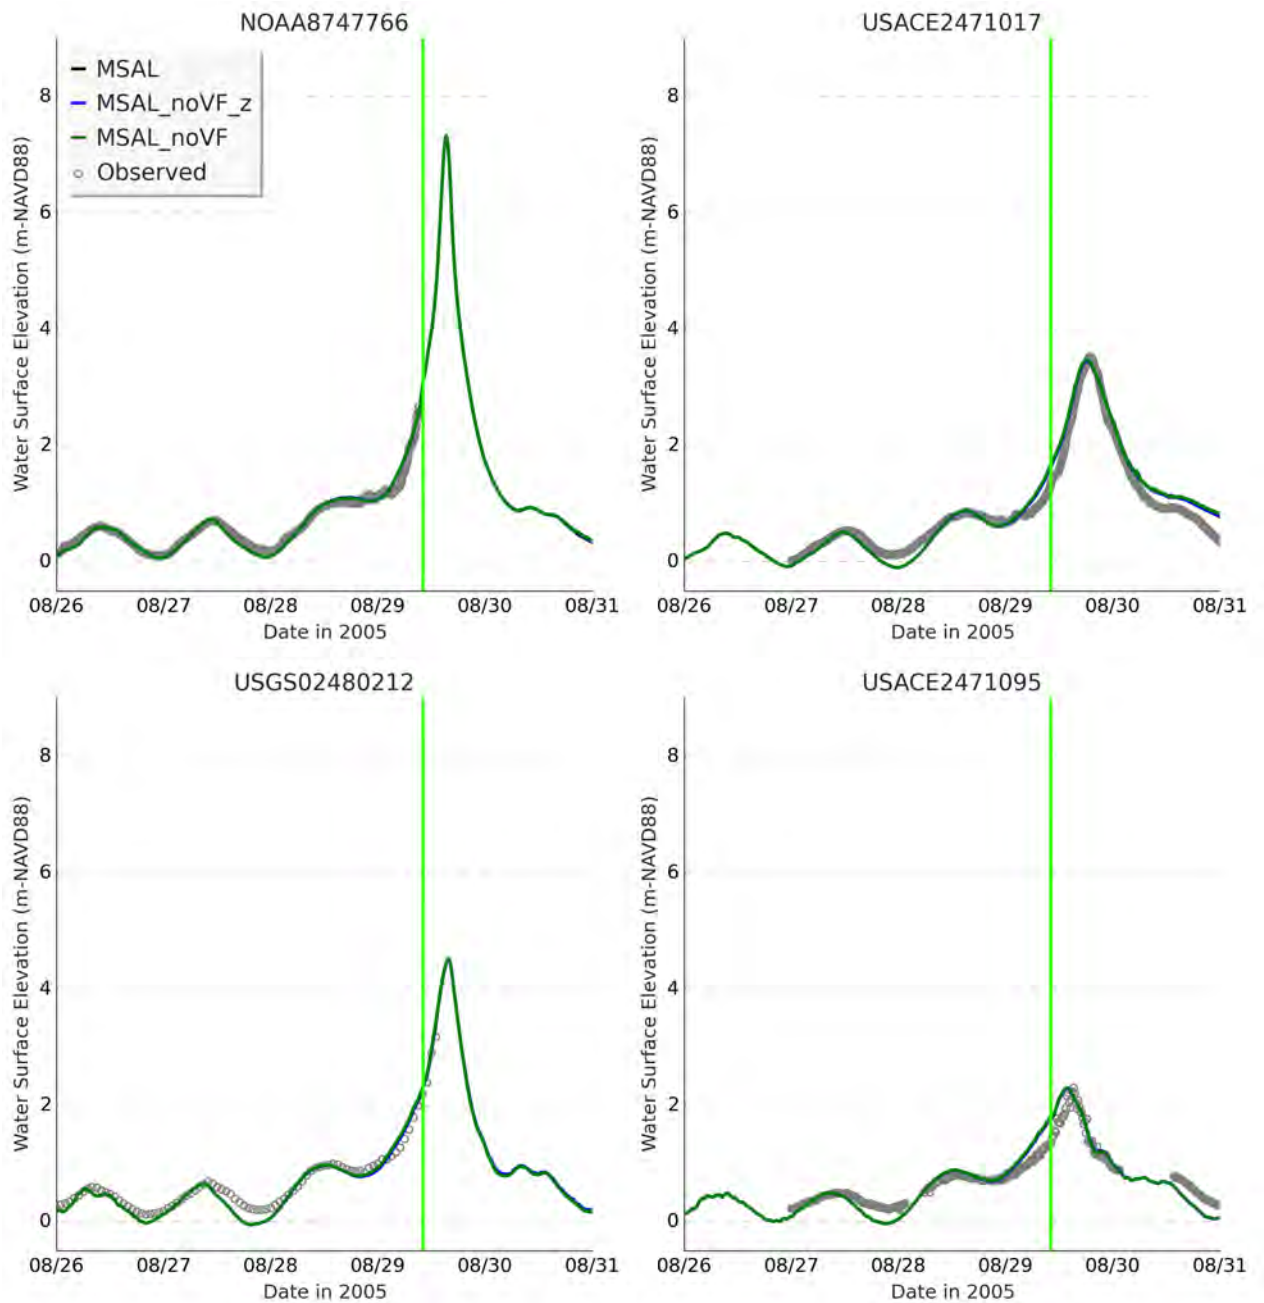 NOAA8747766
MSAL
MSAL_noVF_z
MSAL_noVF
Observed
Water Surface Elevation (m-NAVD88)
8
6
4
2
0
08/26 08/27 08/28 08/29 08/30 08/31
Date in 2005
USACE2471017
Water Surface Elevation (m-NAVD88)
8
6
4
2
0
08/26 08/27 08/28 08/29 08/30 08/31
Date in 2005
USGS02480212
Water Surface Elevation (m-NAVD88)
8
6
4
2
0
08/26 08/27 08/28 08/29 08/30 08/31
Date in 2005
USACE2471095
Water Surface Elevation (m-NAVD88)
8
6
4
2
0
08/26 08/27 08/28 08/29 08/30 08/31
Date in 2005